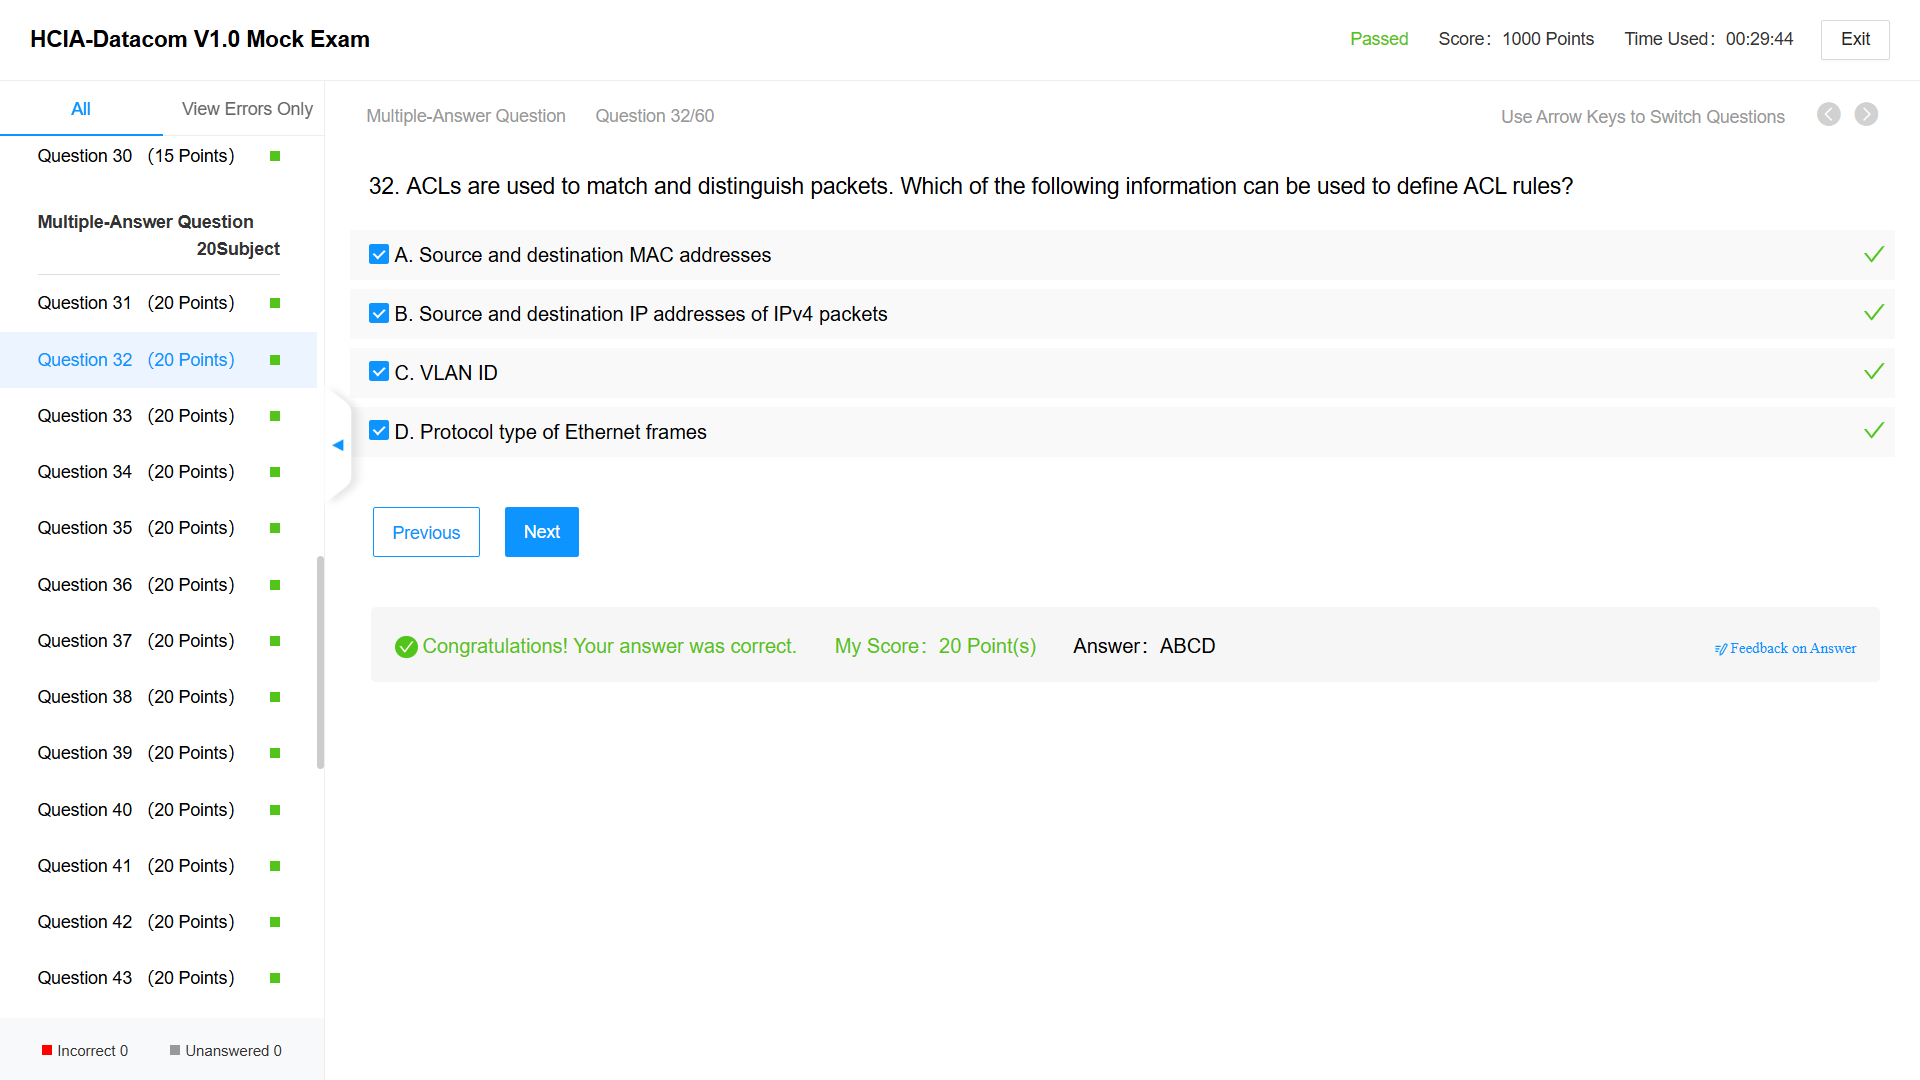 HCIA-Datacom V1.0 Mock Exam
Passed Score: 1000 Points Time Used: 00:29:44 Exit
All View Errors Only
Question 30 (15 Points)
Multiple-Answer Question
20Subject
Question 31 (20 Points)
Question 32 (20 Points)
Question 33 (20 Points)
Question 34 (20 Points)
Question 35 (20 Points)
Question 36 (20 Points)
Question 37 (20 Points)
Question 38 (20 Points)
Question 39 (20 Points)
Question 40 (20 Points)
Question 41 (20 Points)
Question 42 (20 Points)
Question 43 (20 Points)
Incorrect 0 Unanswered 0
Multiple-Answer Question Question 32/60 Use Arrow Keys to Switch Questions
32. ACLs are used to match and distinguish packets. Which of the following information can be used to define ACL rules?
A. Source and destination MAC addresses
B. Source and destination IP addresses of IPv4 packets
C. VLAN ID
D. Protocol type of Ethernet frames
Previous Next
Congratulations! Your answer was correct. My Score: 20 Point(s) Answer: ABCD Feedback on Answer